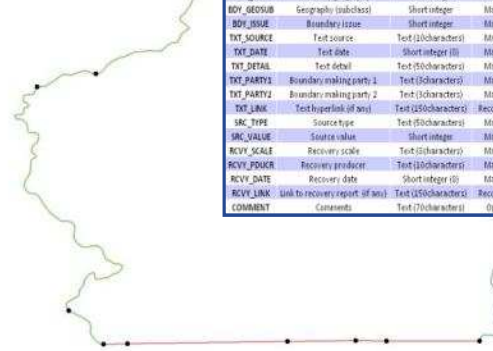 BDY_GEOSUB Geography (subclass) Short integer
BDY_ISSUE Boundary issue Short integer
TXT_SOURCE Text source Text (10characters)
TXT_DATE Text date Short integer (8)
TXT_DETAIL Text detail Text (50characters)
TXT_PARTY1 Boundary making party 1 Text (3characters)
TXT_PARTY2 Boundary making party 2 Text (3characters)
TXT_LINK Text hyperlink (if any) Text (150characters)
SRC_TYPE Source type Text (50characters)
SRC_VALUE Source value Short integer
RCVY_SCALE Recovery scale
RCVY_PDUCR Recovery producer Text (10characters)
RCVY_DATE Recovery date Short integer (8)
RCVY_LINK Link to recovery report (if any) Text (150characters)
COMMENT Comments Text (70characters)